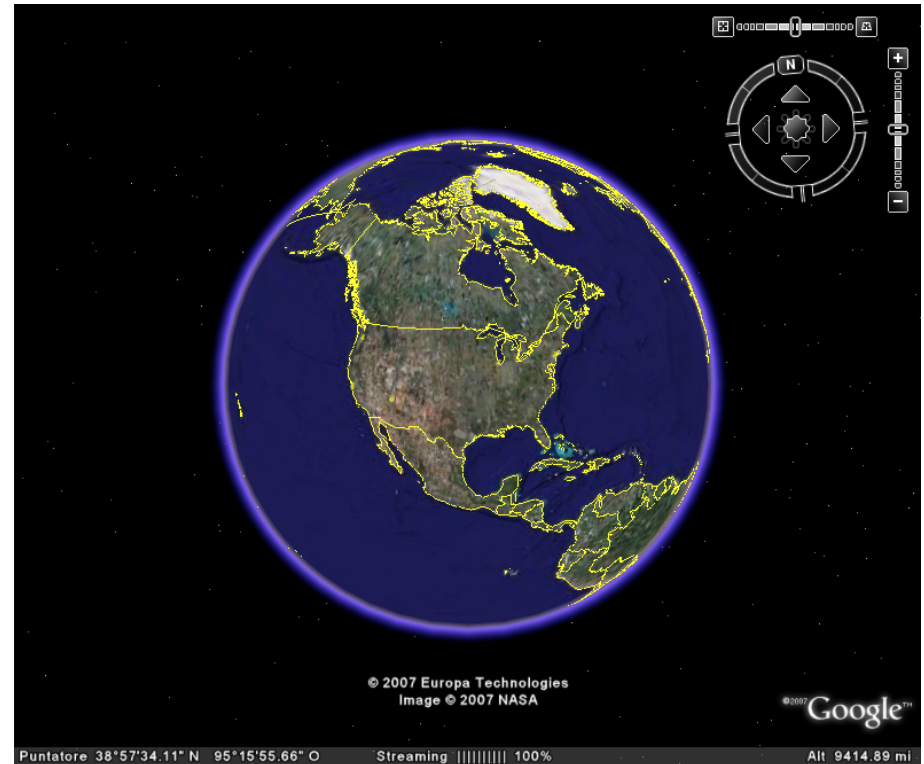 N
© 2007 Europa Technologies
Image © 2007 NASA
©2007 Google™
Puntatore 38°57'34.11" N 95°15'55.66" O Streaming |||||||||| 100% Alt 9414.89 mi